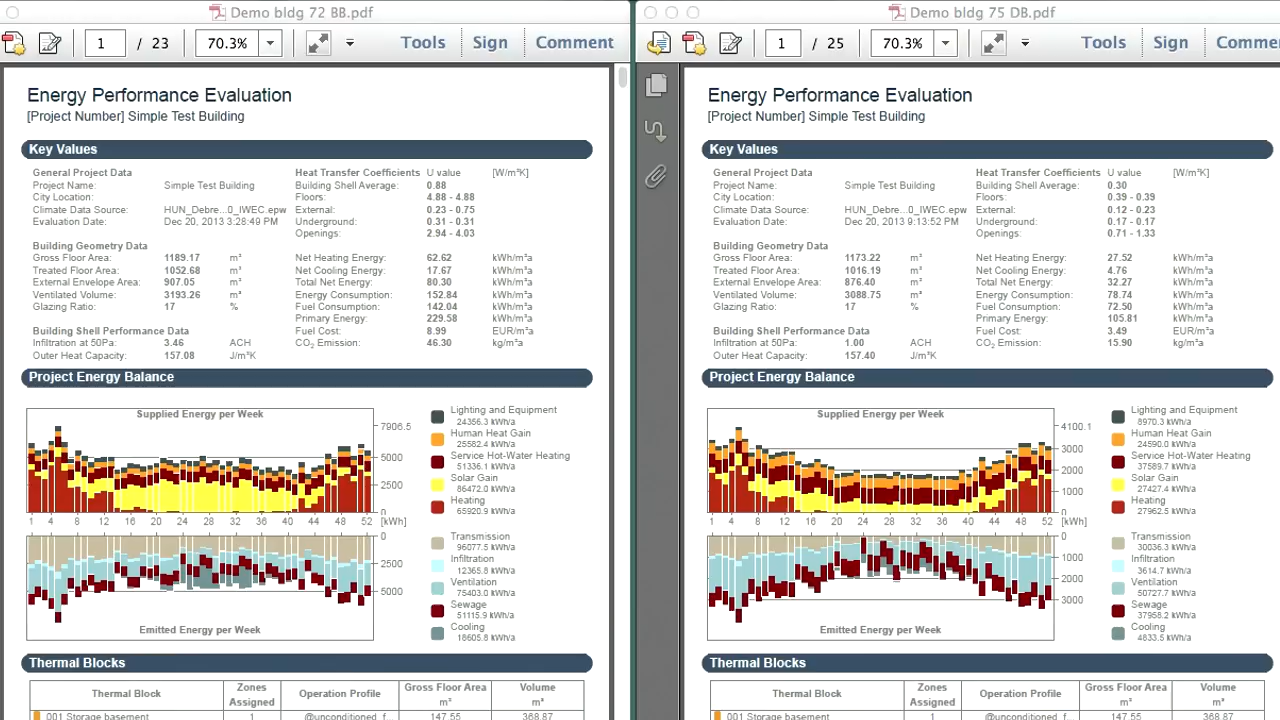 Demo bldg 72 BB.pdf
1 / 23 70.3% Tools Sign Comment
Energy Performance Evaluation
[Project Number] Simple Test Building
Key Values
General Project Data
Project Name: Simple Test Building
City Location:
Climate Data Source: HUN_Debre...0_IWEC.epw
Evaluation Date: Dec 20, 2013 3:28:49 PM
Building Geometry Data
Gross Floor Area: 1189.17 m²
Treated Floor Area: 1052.68 m²
External Envelope Area: 907.05 m²
Ventilated Volume: 3193.26 m³
Glazing Ratio: 17 %
Building Shell Performance Data
Infiltration at 50Pa: 3.46 ACH
Outer Heat Capacity: 157.08 J/m²K
Heat Transfer Coefficients U value [W/m²K]
Building Shell Average: 0.88
Floors: 4.88 - 4.88
External: 0.23 - 0.75
Underground: 0.31 - 0.31
Openings: 2.94 - 4.03
Net Heating Energy: 62.62 kWh/m²a
Net Cooling Energy: 17.67 kWh/m²a
Total Net Energy: 80.30 kWh/m²a
Energy Consumption: 152.84 kWh/m²a
Fuel Consumption: 142.04 kWh/m²a
Primary Energy: 229.58 kWh/m²a
Fuel Cost: 8.99 EUR/m²a
CO₂ Emission: 46.30 kg/m²a
Project Energy Balance
Supplied Energy per Week
7906.5
5000
2500
0
1 4 8 12 16 20 24 28 32 36 40 44 48 52 [kWh]
0
2500
5000
Emitted Energy per Week
Lighting and Equipment
24356.3 kWh/a
Human Heat Gain
25582.4 kWh/a
Service Hot-Water Heating
51336.1 kWh/a
Solar Gain
86472.0 kWh/a
Heating
65920.9 kWh/a
Transmission
96077.5 kWh/a
Infiltration
12365.8 kWh/a
Ventilation
75403.0 kWh/a
Sewage
51115.9 kWh/a
Cooling
18605.8 kWh/a
Thermal Blocks
Thermal Block Zones Assigned Operation Profile Gross Floor Area m² Volume m³
001 Storage basement 1 @unconditioned_f... 147.55 368.87
Demo bldg 75 DB.pdf
1 / 25 70.3% Tools Sign Comme
Energy Performance Evaluation
[Project Number] Simple Test Building
Key Values
General Project Data
Project Name: Simple Test Building
City Location:
Climate Data Source: HUN_Debre...0_IWEC.epw
Evaluation Date: Dec 20, 2013 9:13:52 PM
Building Geometry Data
Gross Floor Area: 1173.22 m²
Treated Floor Area: 1016.19 m²
External Envelope Area: 876.40 m²
Ventilated Volume: 3088.75 m³
Glazing Ratio: 17 %
Building Shell Performance Data
Infiltration at 50Pa: 1.00 ACH
Outer Heat Capacity: 157.40 J/m²K
Heat Transfer Coefficients U value [W/m²K]
Building Shell Average: 0.30
Floors: 0.39 - 0.39
External: 0.12 - 0.23
Underground: 0.17 - 0.17
Openings: 0.71 - 1.33
Net Heating Energy: 27.52 kWh/m²a
Net Cooling Energy: 4.76 kWh/m²a
Total Net Energy: 32.27 kWh/m²a
Energy Consumption: 78.74 kWh/m²a
Fuel Consumption: 72.50 kWh/m²a
Primary Energy: 105.81 kWh/m²a
Fuel Cost: 3.49 EUR/m²a
CO₂ Emission: 15.90 kg/m²a
Project Energy Balance
Supplied Energy per Week
4100.1
3000
2000
1000
0
1 4 8 12 16 20 24 28 32 36 40 44 48 52 [kWh]
0
1000
2000
3000
Emitted Energy per Week
Lighting and Equipment
8970.3 kWh/a
Human Heat Gain
24590.0 kWh/a
Service Hot-Water Heating
37589.7 kWh/a
Solar Gain
27427.4 kWh/a
Heating
27962.5 kWh/a
Transmission
30036.3 kWh/a
Infiltration
3614.7 kWh/a
Ventilation
50727.7 kWh/a
Sewage
37958.2 kWh/a
Cooling
4833.5 kWh/a
Thermal Blocks
Thermal Block Zones Assigned Operation Profile Gross Floor Area m² Volume m³
001 Storage basement 1 @unconditioned_f... 147.55 368.87